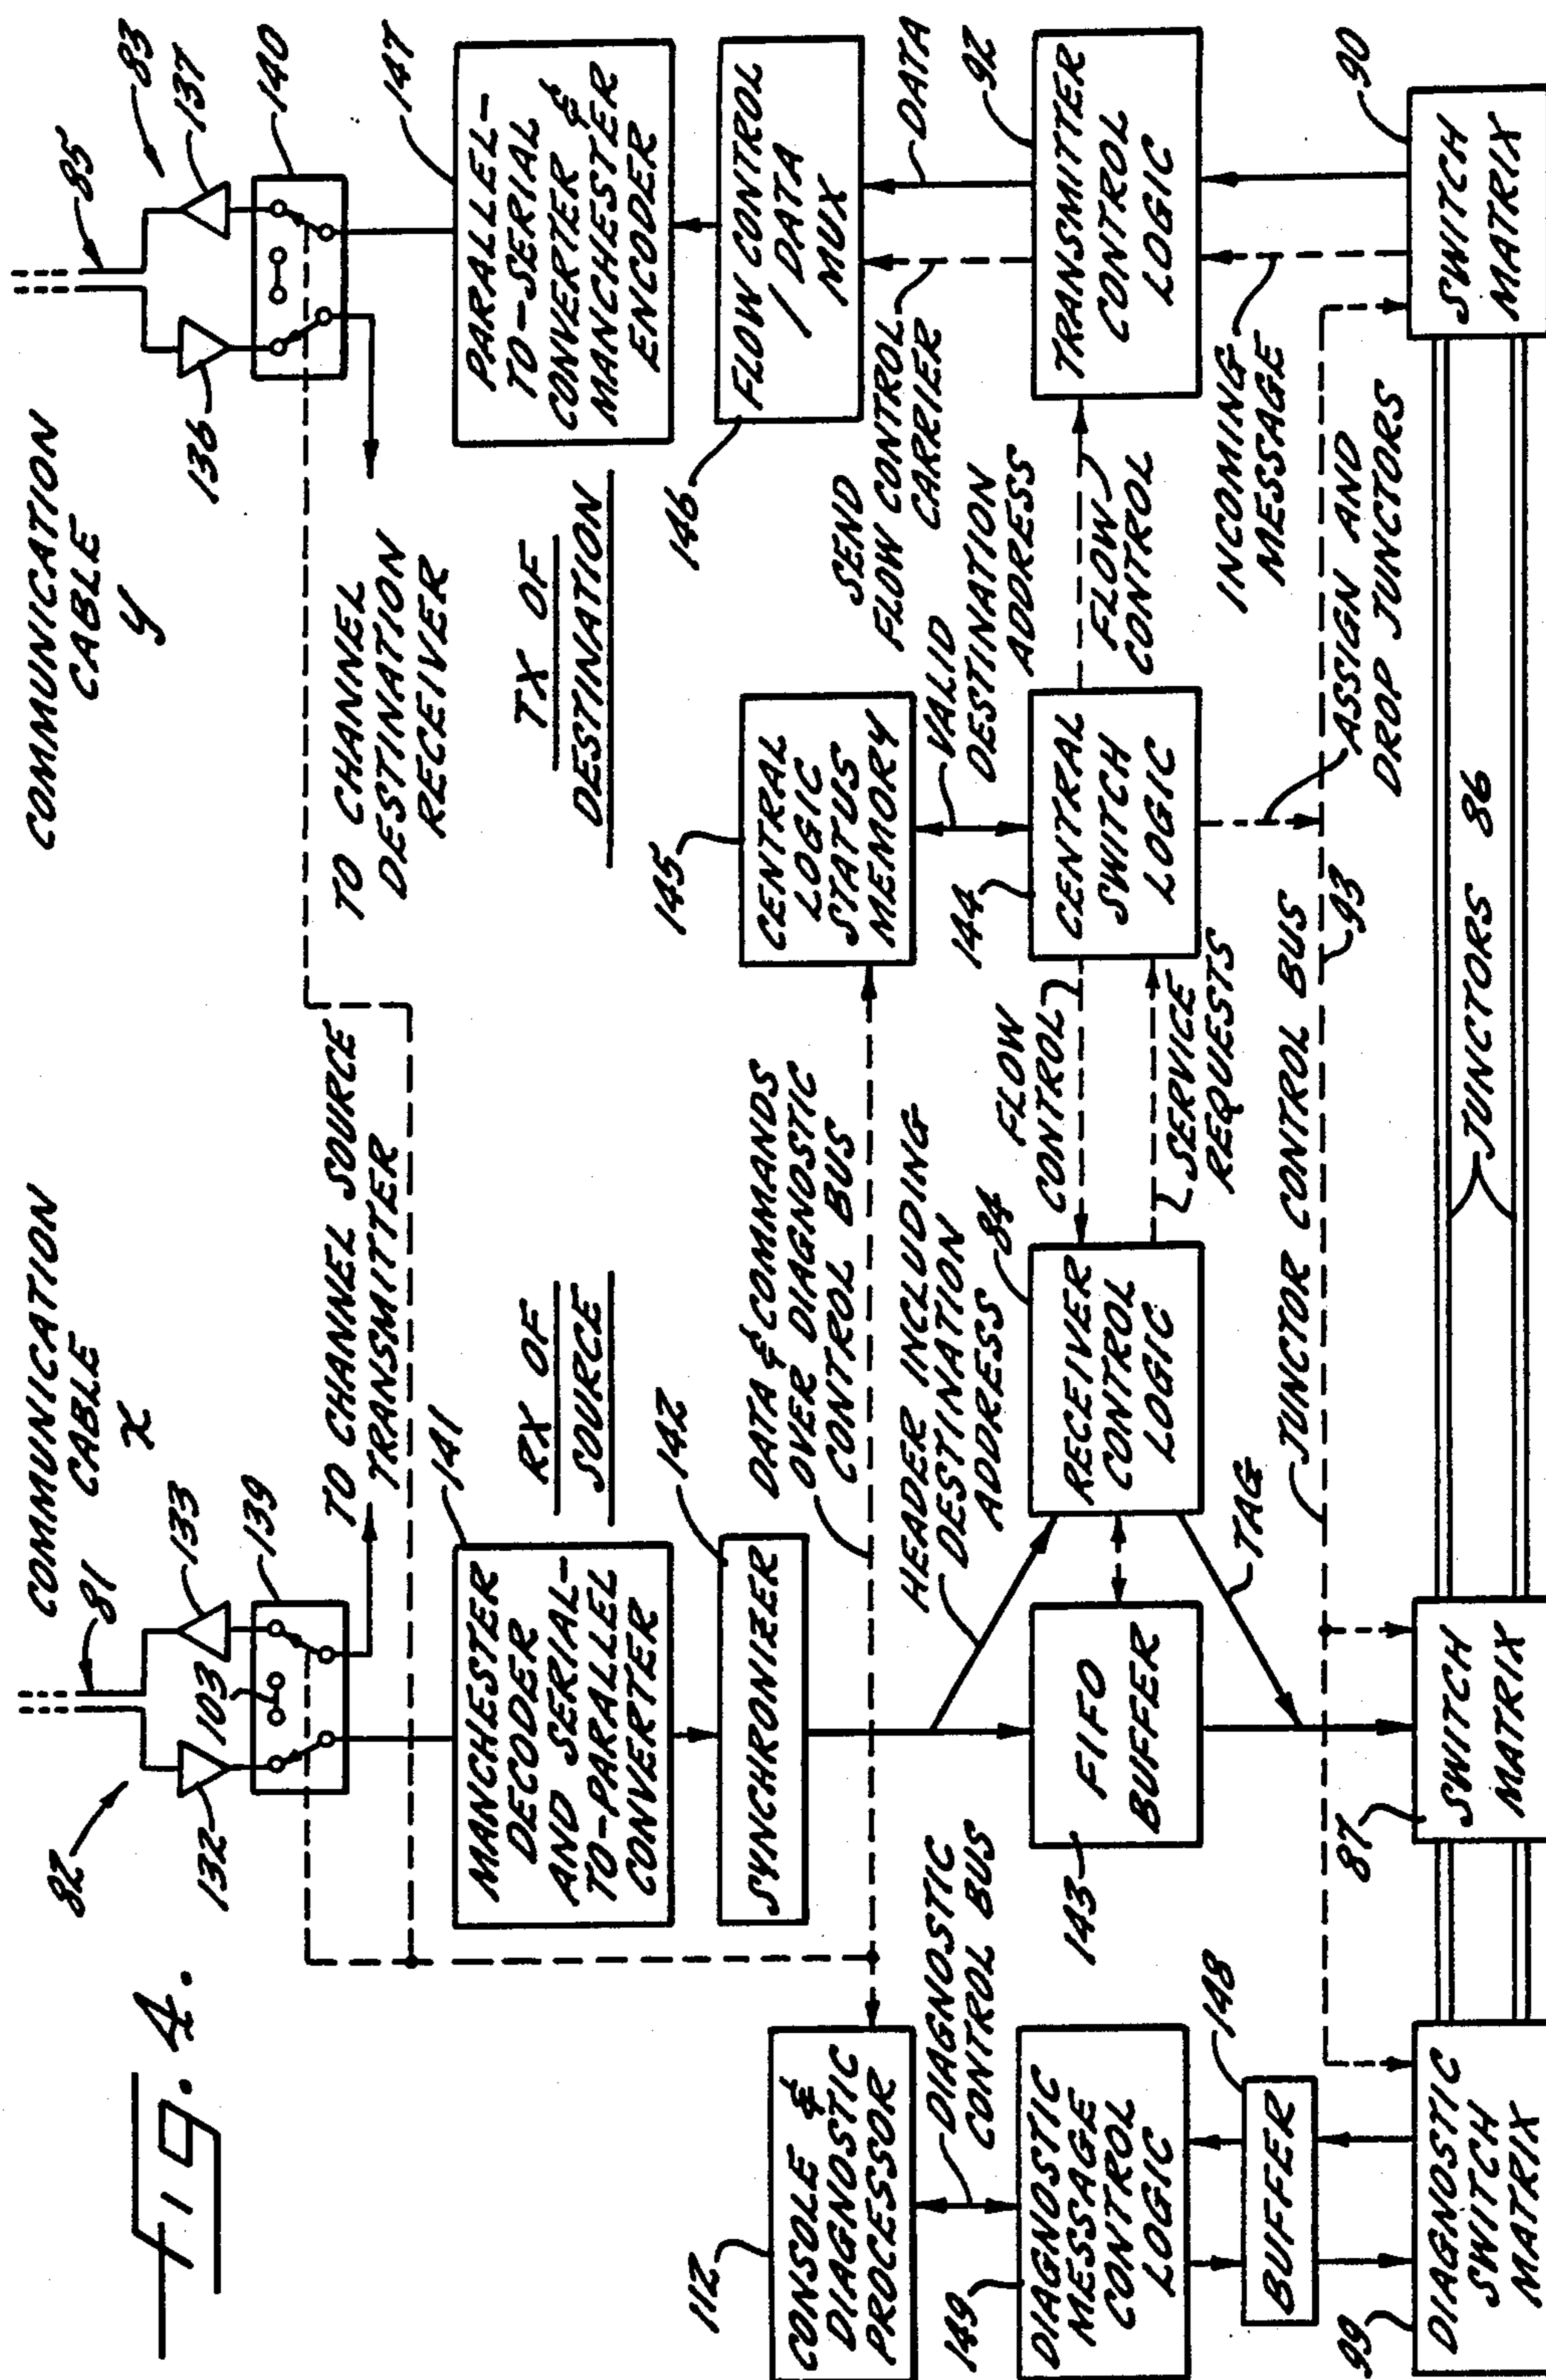 Fig. 4.
COMMUNICATION
CABLE
x
81
82
132
133
103
139
TO CHANNEL SOURCE
TRANSMITTER
COMMUNICATION
CABLE
y
85
83
137
136
140
TO CHANNEL
DESTINATION
RECEIVER
141
MANCHESTER
DECODER
AND SERIAL-
TO-PARALLEL
CONVERTER
RX OF
SOURCE
142
SYNCHRONIZER
TX OF
DESTINATION
147
PARALLEL-
TO-SERIAL
CONVERTER &
MANCHESTER
ENCODER
146
FLOW CONTROL
/ DATA
MUX
112
CONSOLE &
DIAGNOSTIC
PROCESSOR
DATA & COMMANDS
OVER DIAGNOSTIC
CONTROL BUS
145
CENTRAL
LOGIC
STATUS
MEMORY
DIAGNOSTIC
CONTROL BUS
HEADER INCLUDING
DESTINATION
ADDRESS
VALID
DESTINATION
ADDRESS
SEND
FLOW CONTROL
CARRIER
DATA
149
DIAGNOSTIC
MESSAGE
CONTROL
LOGIC
143
FIFO
BUFFER
84
RECEIVER
CONTROL
LOGIC
FLOW
CONTROL
SERVICE
REQUESTS
144
CENTRAL
SWITCH
LOGIC
FLOW
CONTROL
92
TRANSMITTER
CONTROL
LOGIC
148
BUFFER
TAG
INCOMING
MESSAGE
JUNCTOR CONTROL BUS
93
ASSIGN AND
DROP JUNCTORS
99
DIAGNOSTIC
SWITCH
MATRIX
87
SWITCH
MATRIX
JUNCTORS 86
90
SWITCH
MATRIX